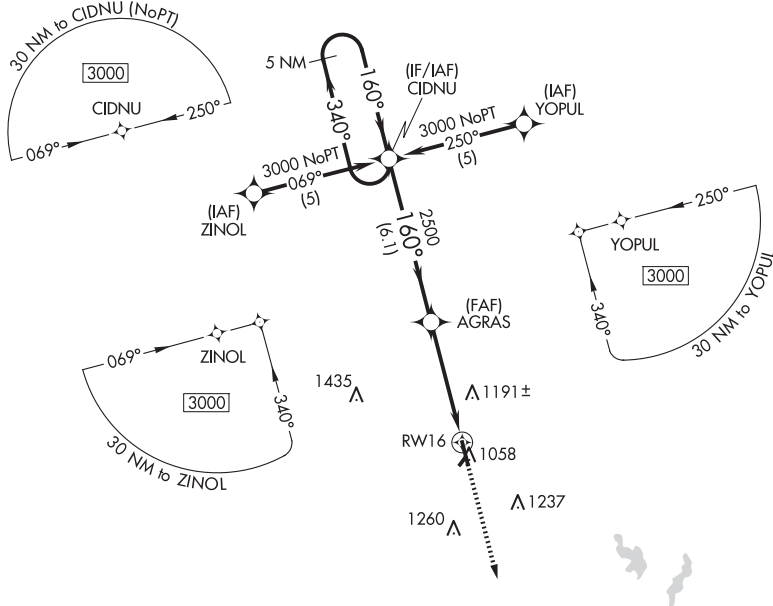 30 NM to CIDNU (NoPT)
3000
CIDNU
069°
250°
5 NM
160°
340°
(IF/IAF)
CIDNU
(IAF)
YOPUL
3000 NoPT
250°
(5)
3000 NoPT
069°
(5)
(IAF)
ZINOL
2500
160°
(6.1)
250°
YOPUL
3000
340°
30 NM to YOPUL
(FAF)
AGRAS
069°
ZINOL
3000
340°
30 NM to ZINOL
1435
1191±
RW16
1058
1237
1260